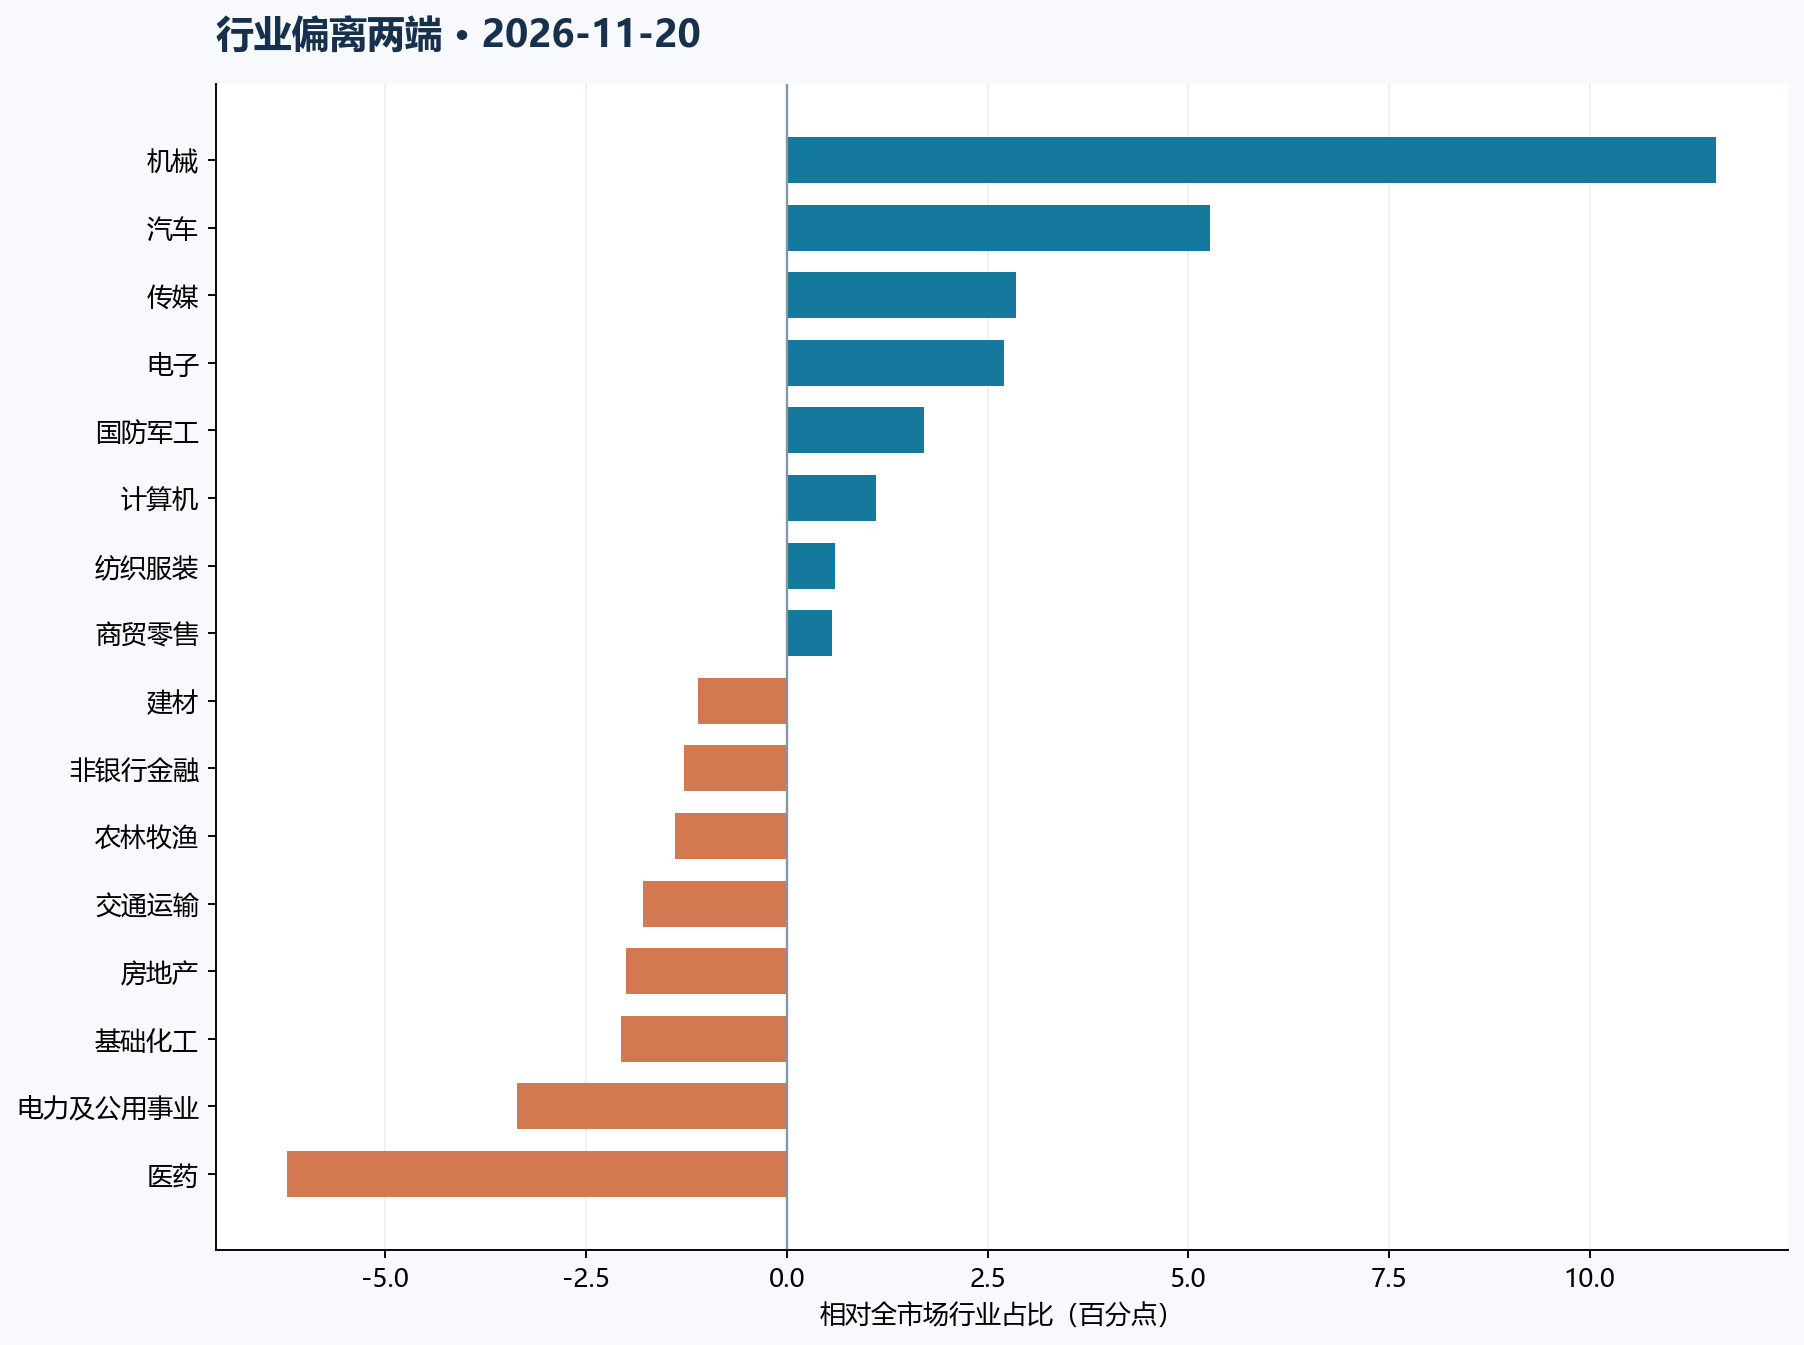 行业偏离两端 • 2026-11-20
机械
汽车
传媒
电子
国防军工
计算机
纺织服装
商贸零售
建材
非银行金融
农林牧渔
交通运输
房地产
基础化工
电力及公用事业
医药
-5.0 -2.5 0.0 2.5 5.0 7.5 10.0
相对全市场行业占比（百分点）